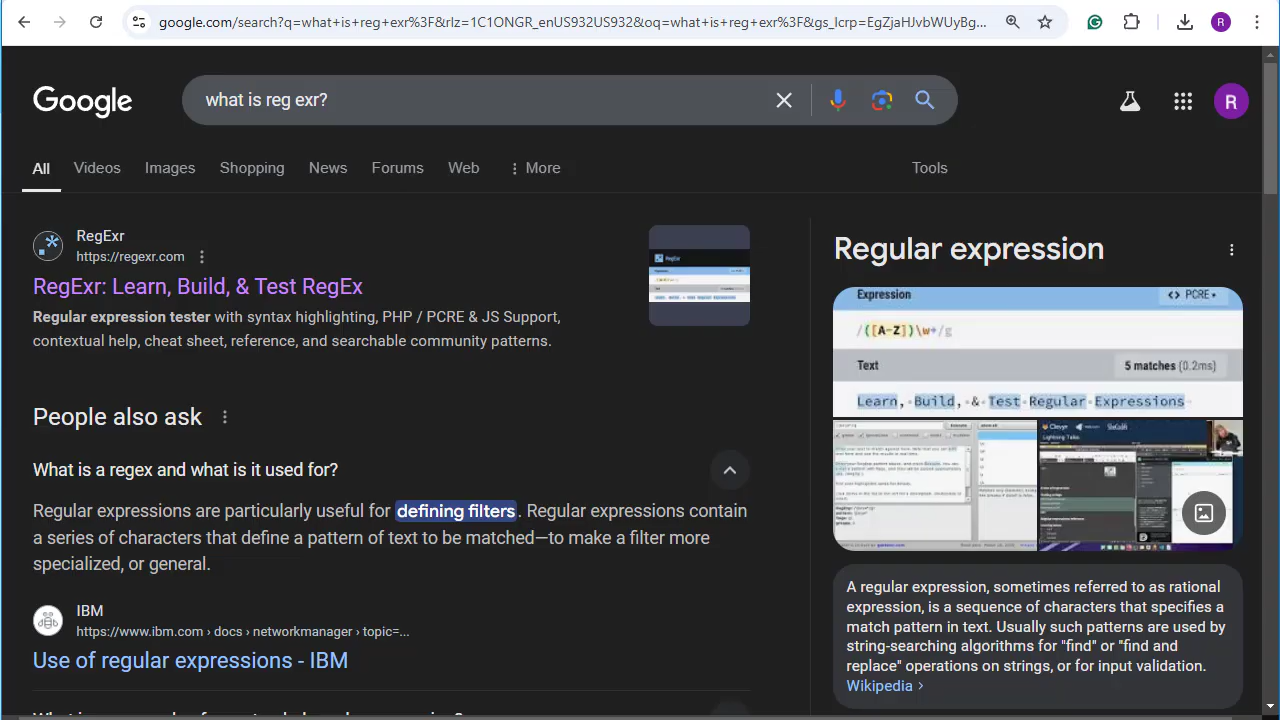 google.com/search?q=what+is+reg+exr%3F&rlz=1C1ONGR_enUS932US932&oq=what+is+reg+exr%3F&gs_lcrp=EgZjaHJvbWUyBg...
R
Google
what is reg exr?
R
All
Videos
Images
Shopping
News
Forums
Web
More
Tools
RegExr
https://regexr.com
RegExr: Learn, Build, & Test RegEx
Regular expression tester with syntax highlighting, PHP / PCRE & JS Support,
contextual help, cheat sheet, reference, and searchable community patterns.
RegExr
People also ask
What is a regex and what is it used for?
Regular expressions are particularly useful for defining filters. Regular expressions contain
a series of characters that define a pattern of text to be matched—to make a filter more
specialized, or general.
IBM
https://www.ibm.com › docs › networkmanager › topic=...
Use of regular expressions - IBM
Regular expression
Expression
<> PCRE
/([A-Z])\w+/g
Text
5 matches (0.2ms)
Learn, Build, & Test Regular Expressions
A regular expression, sometimes referred to as rational
expression, is a sequence of characters that specifies a
match pattern in text. Usually such patterns are used by
string-searching algorithms for "find" or "find and
replace" operations on strings, or for input validation.
Wikipedia ›